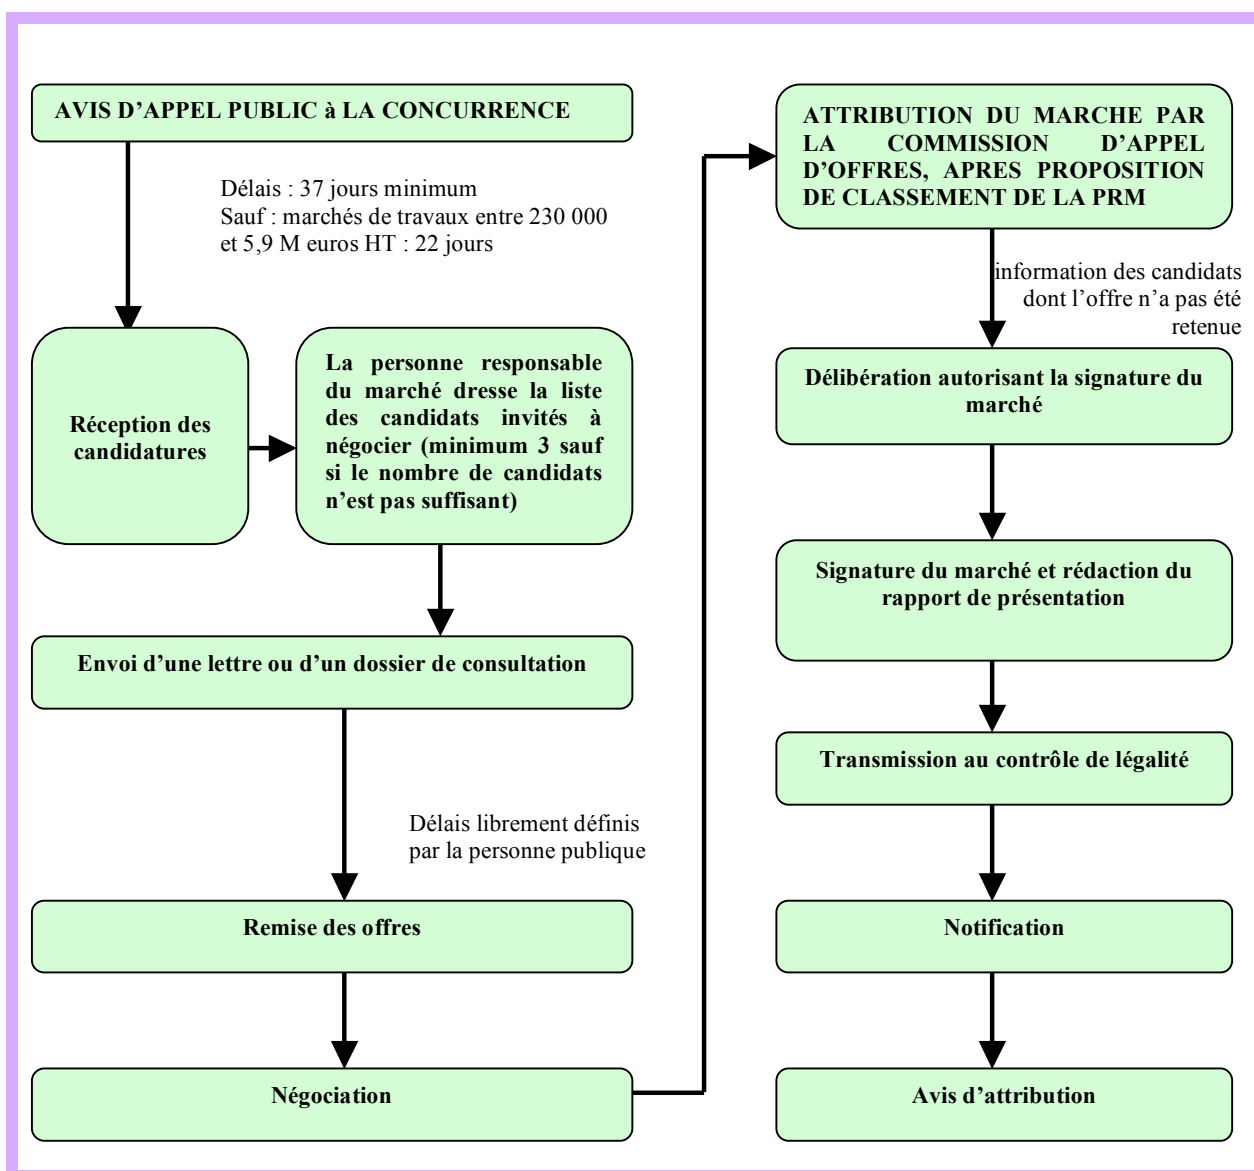 AVIS D'APPEL PUBLIC à LA CONCURRENCE
Délais : 37 jours minimum
Sauf : marchés de travaux entre 230 000
et 5,9 M euros HT : 22 jours
Réception des
candidatures
La personne responsable
du marché dresse la liste
des candidats invités à
négocier (minimum 3 sauf
si le nombre de candidats
n'est pas suffisant)
Envoi d'une lettre ou d'un dossier de consultation
Délais librement définis
par la personne publique
Remise des offres
Négociation
ATTRIBUTION DU MARCHE PAR
LA COMMISSION D'APPEL
D'OFFRES, APRES PROPOSITION
DE CLASSEMENT DE LA PRM
information des candidats
dont l'offre n'a pas été
retenue
Délibération autorisant la signature du
marché
Signature du marché et rédaction du
rapport de présentation
Transmission au contrôle de légalité
Notification
Avis d'attribution